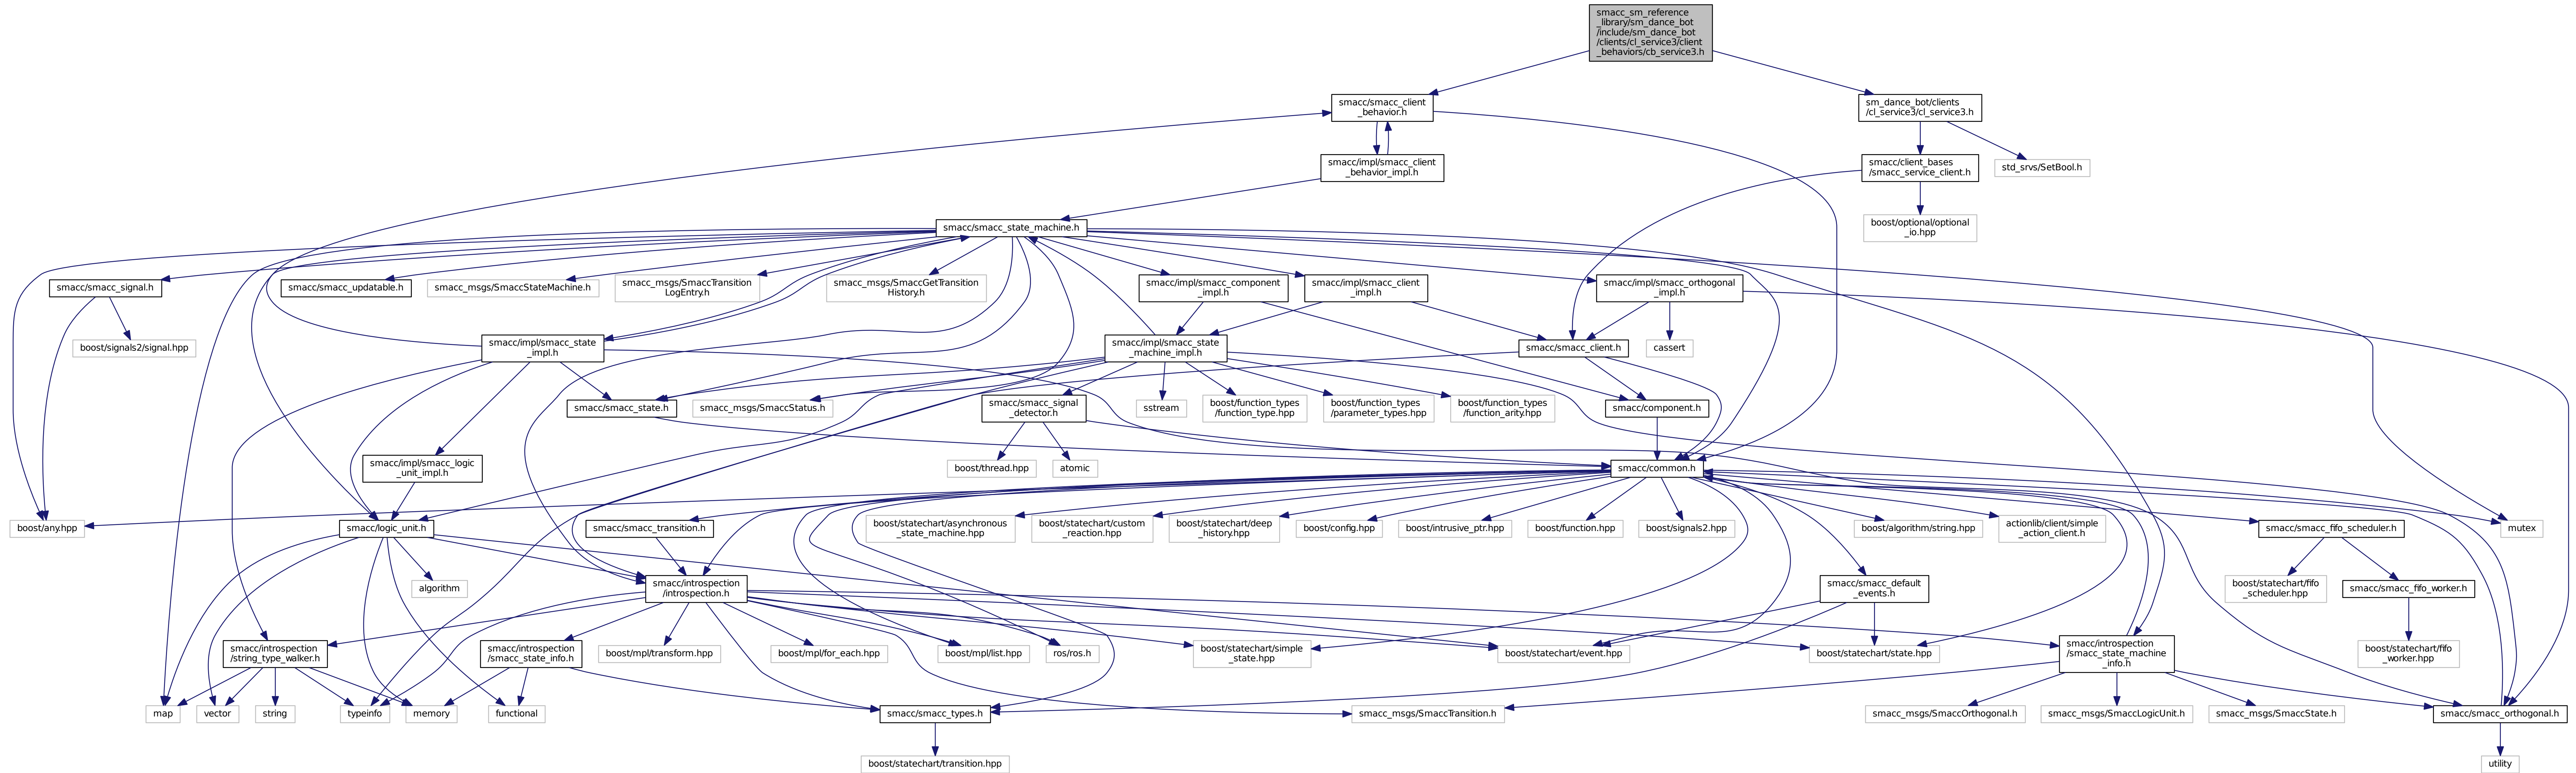 smacc_sm_reference
_library/sm_dance_bot
/include/sm_dance_bot
/clients/cl_service3/client
_behaviors/cb_service3.h
smacc/smacc_client
_behavior.h
sm_dance_bot/clients
/cl_service3/cl_service3.h
smacc/impl/smacc_client
_behavior_impl.h
smacc/client_bases
/smacc_service_client.h
std_srvs/SetBool.h
smacc/smacc_state_machine.h
boost/optional/optional
_io.hpp
smacc/smacc_signal.h
smacc/smacc_updatable.h
smacc_msgs/SmaccStateMachine.h
smacc_msgs/SmaccTransition
LogEntry.h
smacc_msgs/SmaccGetTransition
History.h
smacc/impl/smacc_component
_impl.h
smacc/impl/smacc_client
_impl.h
smacc/impl/smacc_orthogonal
_impl.h
boost/signals2/signal.hpp
smacc/impl/smacc_state
_impl.h
smacc/impl/smacc_state
_machine_impl.h
smacc/smacc_client.h
cassert
smacc/smacc_state.h
smacc_msgs/SmaccStatus.h
smacc/smacc_signal
_detector.h
sstream
boost/function_types
/function_type.hpp
boost/function_types
/parameter_types.hpp
boost/function_types
/function_arity.hpp
smacc/component.h
smacc/impl/smacc_logic
_unit_impl.h
boost/thread.hpp
atomic
smacc/common.h
boost/any.hpp
smacc/logic_unit.h
smacc/smacc_transition.h
boost/statechart/asynchronous
_state_machine.hpp
boost/statechart/custom
_reaction.hpp
boost/statechart/deep
_history.hpp
boost/config.hpp
boost/intrusive_ptr.hpp
boost/function.hpp
boost/signals2.hpp
boost/algorithm/string.hpp
actionlib/client/simple
_action_client.h
smacc/smacc_fifo_scheduler.h
mutex
algorithm
smacc/introspection
/introspection.h
smacc/smacc_default
_events.h
boost/statechart/fifo
_scheduler.hpp
smacc/smacc_fifo_worker.h
smacc/introspection
/string_type_walker.h
smacc/introspection
/smacc_state_info.h
boost/mpl/transform.hpp
boost/mpl/for_each.hpp
boost/mpl/list.hpp
ros/ros.h
boost/statechart/simple
_state.hpp
boost/statechart/event.hpp
boost/statechart/state.hpp
smacc/introspection
/smacc_state_machine
_info.h
boost/statechart/fifo
_worker.hpp
map
vector
string
typeinfo
memory
functional
smacc/smacc_types.h
smacc_msgs/SmaccTransition.h
smacc_msgs/SmaccOrthogonal.h
smacc_msgs/SmaccLogicUnit.h
smacc_msgs/SmaccState.h
smacc/smacc_orthogonal.h
boost/statechart/transition.hpp
utility